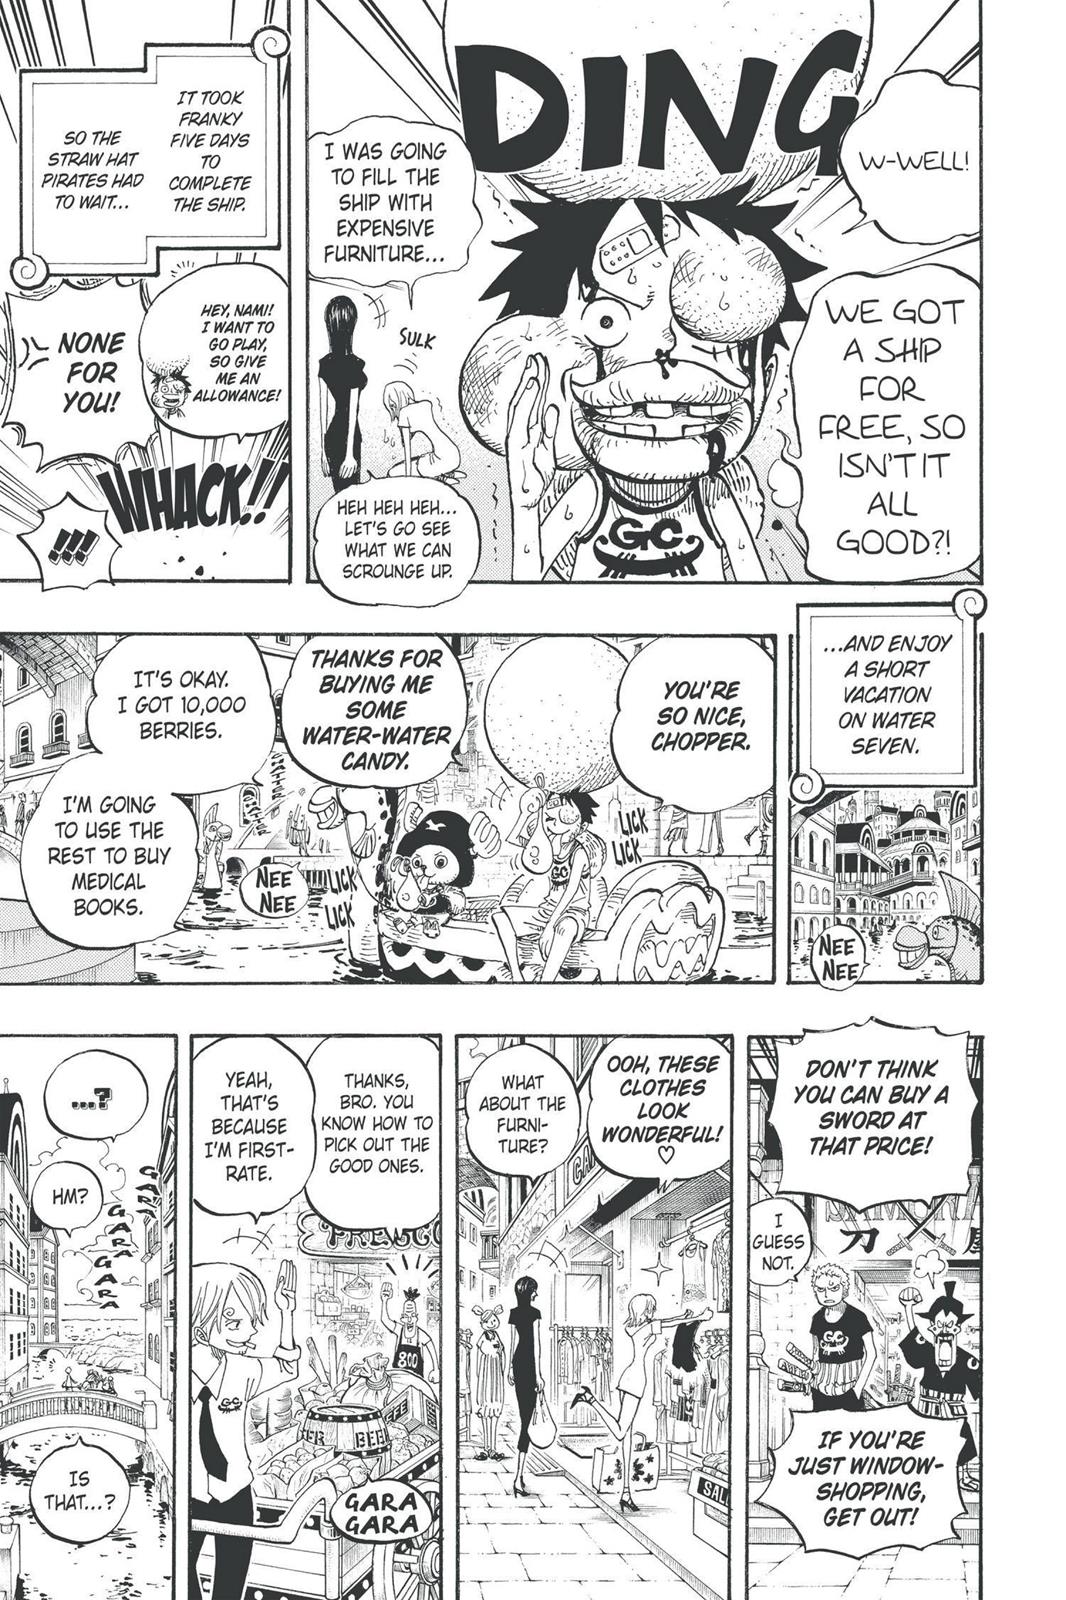 DING
W-WELL!
WE GOT
A SHIP
FOR
FREE, SO
ISN'T IT
ALL
GOOD?!
GC
I WAS GOING
TO FILL THE
SHIP WITH
EXPENSIVE
FURNITURE...
SULK
HEH HEH HEH...
LET'S GO SEE
WHAT WE CAN
SCROUNGE UP.
IT TOOK
FRANKY
FIVE DAYS
TO
COMPLETE
THE SHIP.
SO THE
STRAW HAT
PIRATES HAD
TO WAIT...
HEY, NAMI!
I WANT TO
GO PLAY,
SO GIVE
ME AN
ALLOWANCE!
NONE
FOR
YOU!
WHACK!!
!!!
...AND ENJOY
A SHORT
VACATION
ON WATER
SEVEN.
NEE
NEE
YOU'RE
SO NICE,
CHOPPER.
THANKS FOR
BUYING ME
SOME
WATER-WATER
CANDY.
LICK
LICK
GC
LICK
LICK
NEE
NEE
IT'S OKAY.
I GOT 10,000
BERRIES.
I'M GOING
TO USE THE
REST TO BUY
MEDICAL
BOOKS.
DON'T THINK
YOU CAN BUY A
SWORD AT
THAT PRICE!
刀
屋
I
GUESS
NOT.
GC
IF YOU'RE
JUST WINDOW-
SHOPPING,
GET OUT!
OOH, THESE
CLOTHES
LOOK
WONDERFUL!
♡
WHAT
ABOUT THE
FURNI-
TURE?
SALE
THANKS,
BRO. YOU
KNOW HOW TO
PICK OUT THE
GOOD ONES.
YEAH,
THAT'S
BECAUSE
I'M FIRST-
RATE.
800
GC
BEER
GARA
GARA
...?
HM?
GARA
GARA
GARA
IS
THAT...?